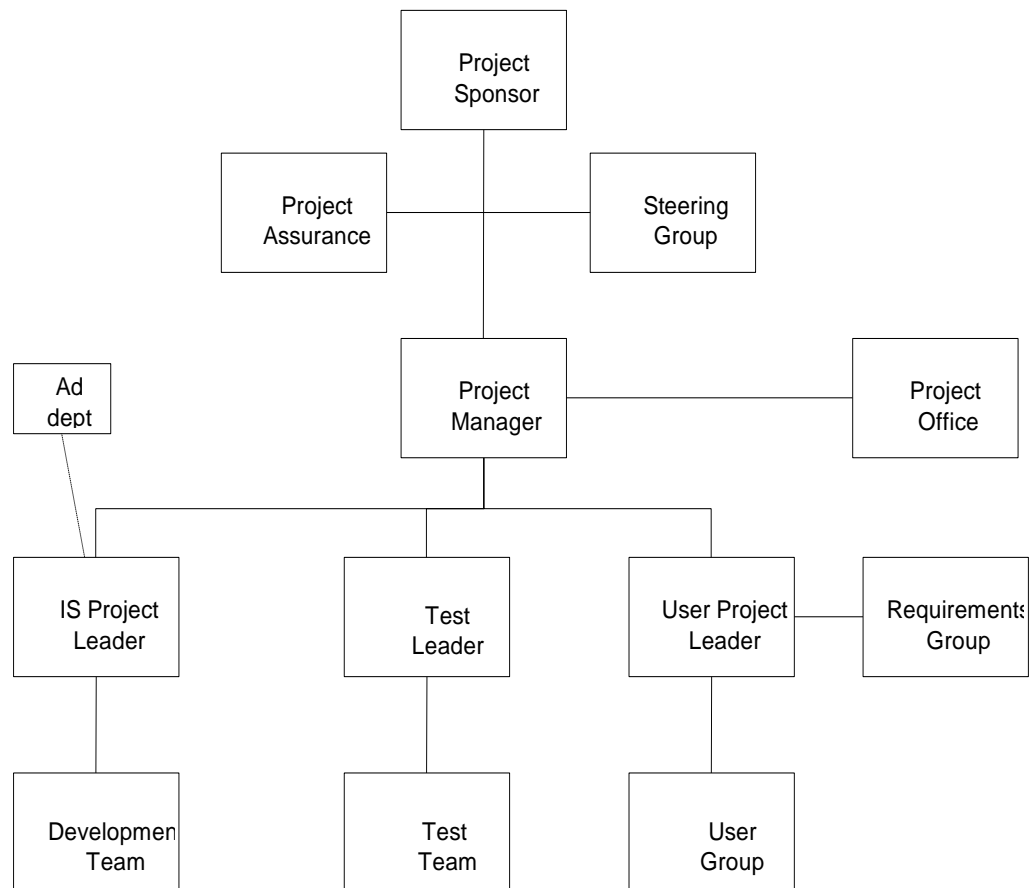 Project
Sponsor
Project
Assurance
Steering
Group
Ad
dept
Project
Manager
Project
Office
IS Project
Leader
Test
Leader
User Project
Leader
Requirements
Group
Developmen
Team
Test
Team
User
Group